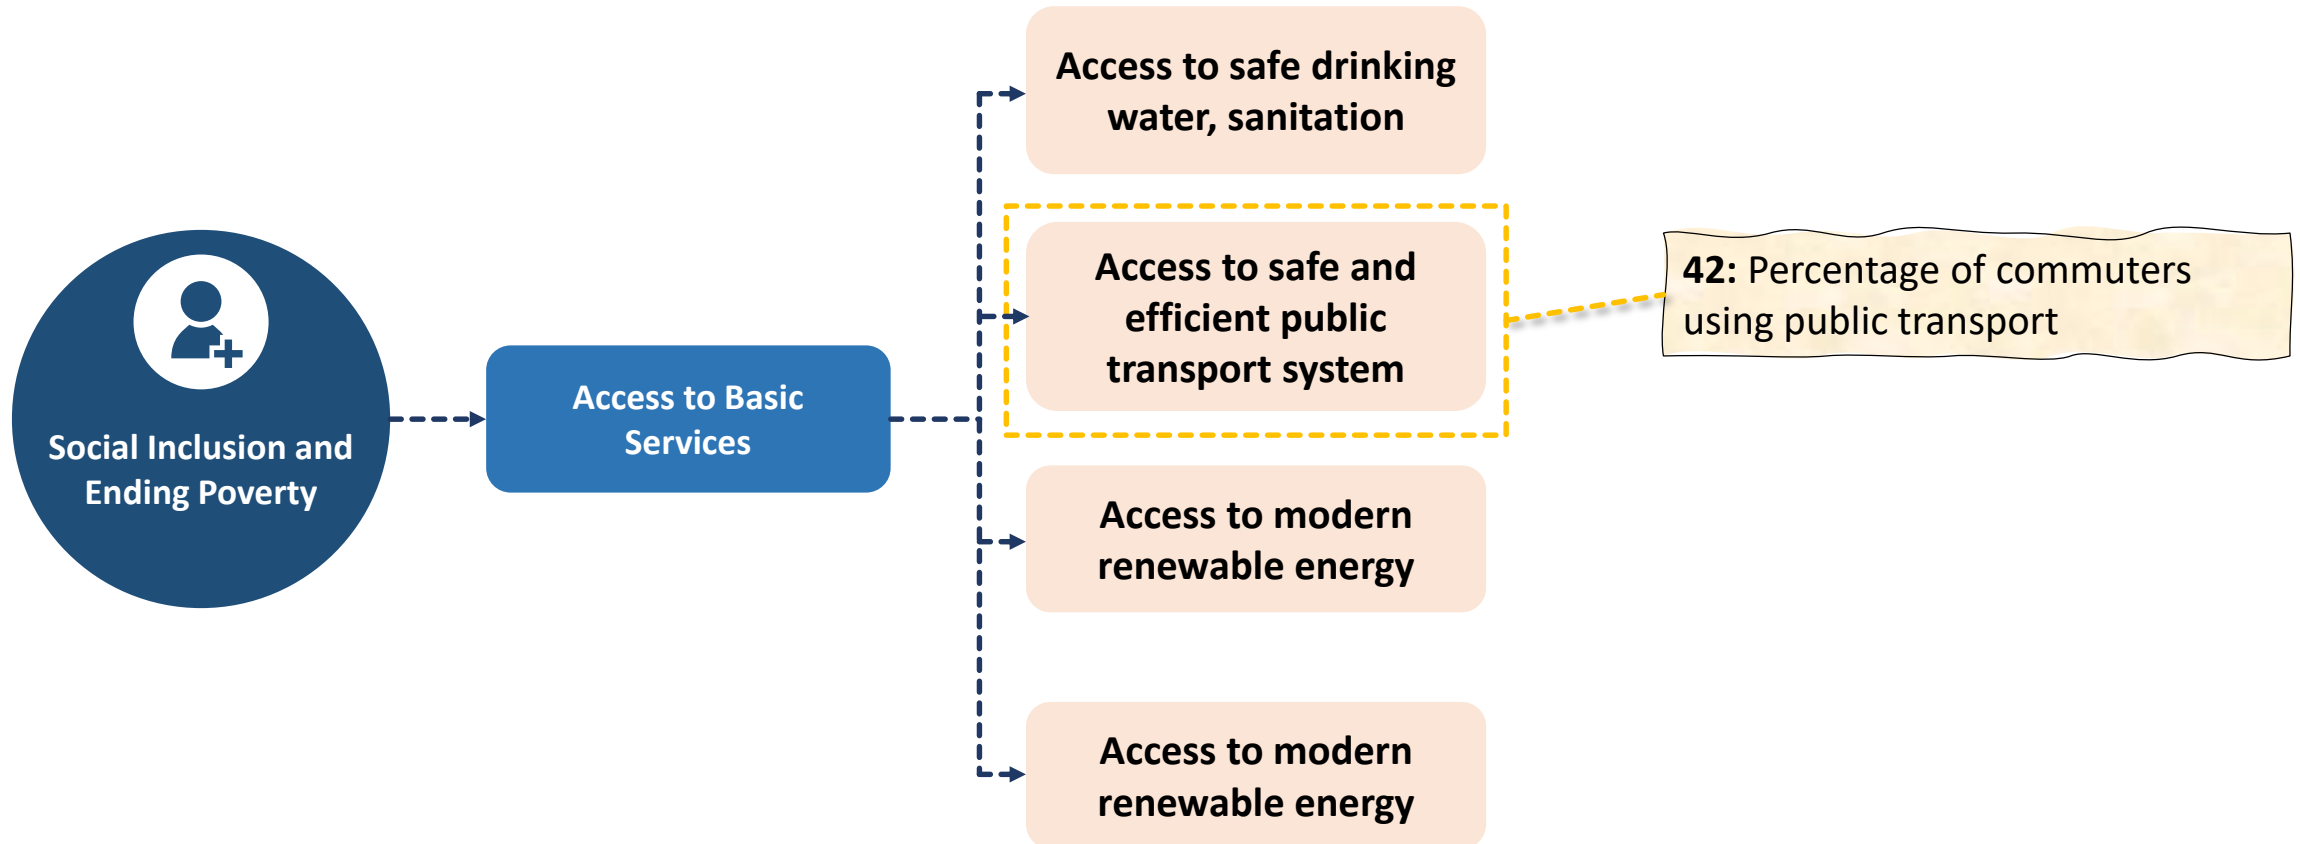 Social Inclusion and
Ending Poverty
Access to Basic
Services
Access to safe drinking
water, sanitation
Access to safe and
efficient public
transport system
Access to modern
renewable energy
Access to modern
renewable energy
42: Percentage of commuters
using public transport